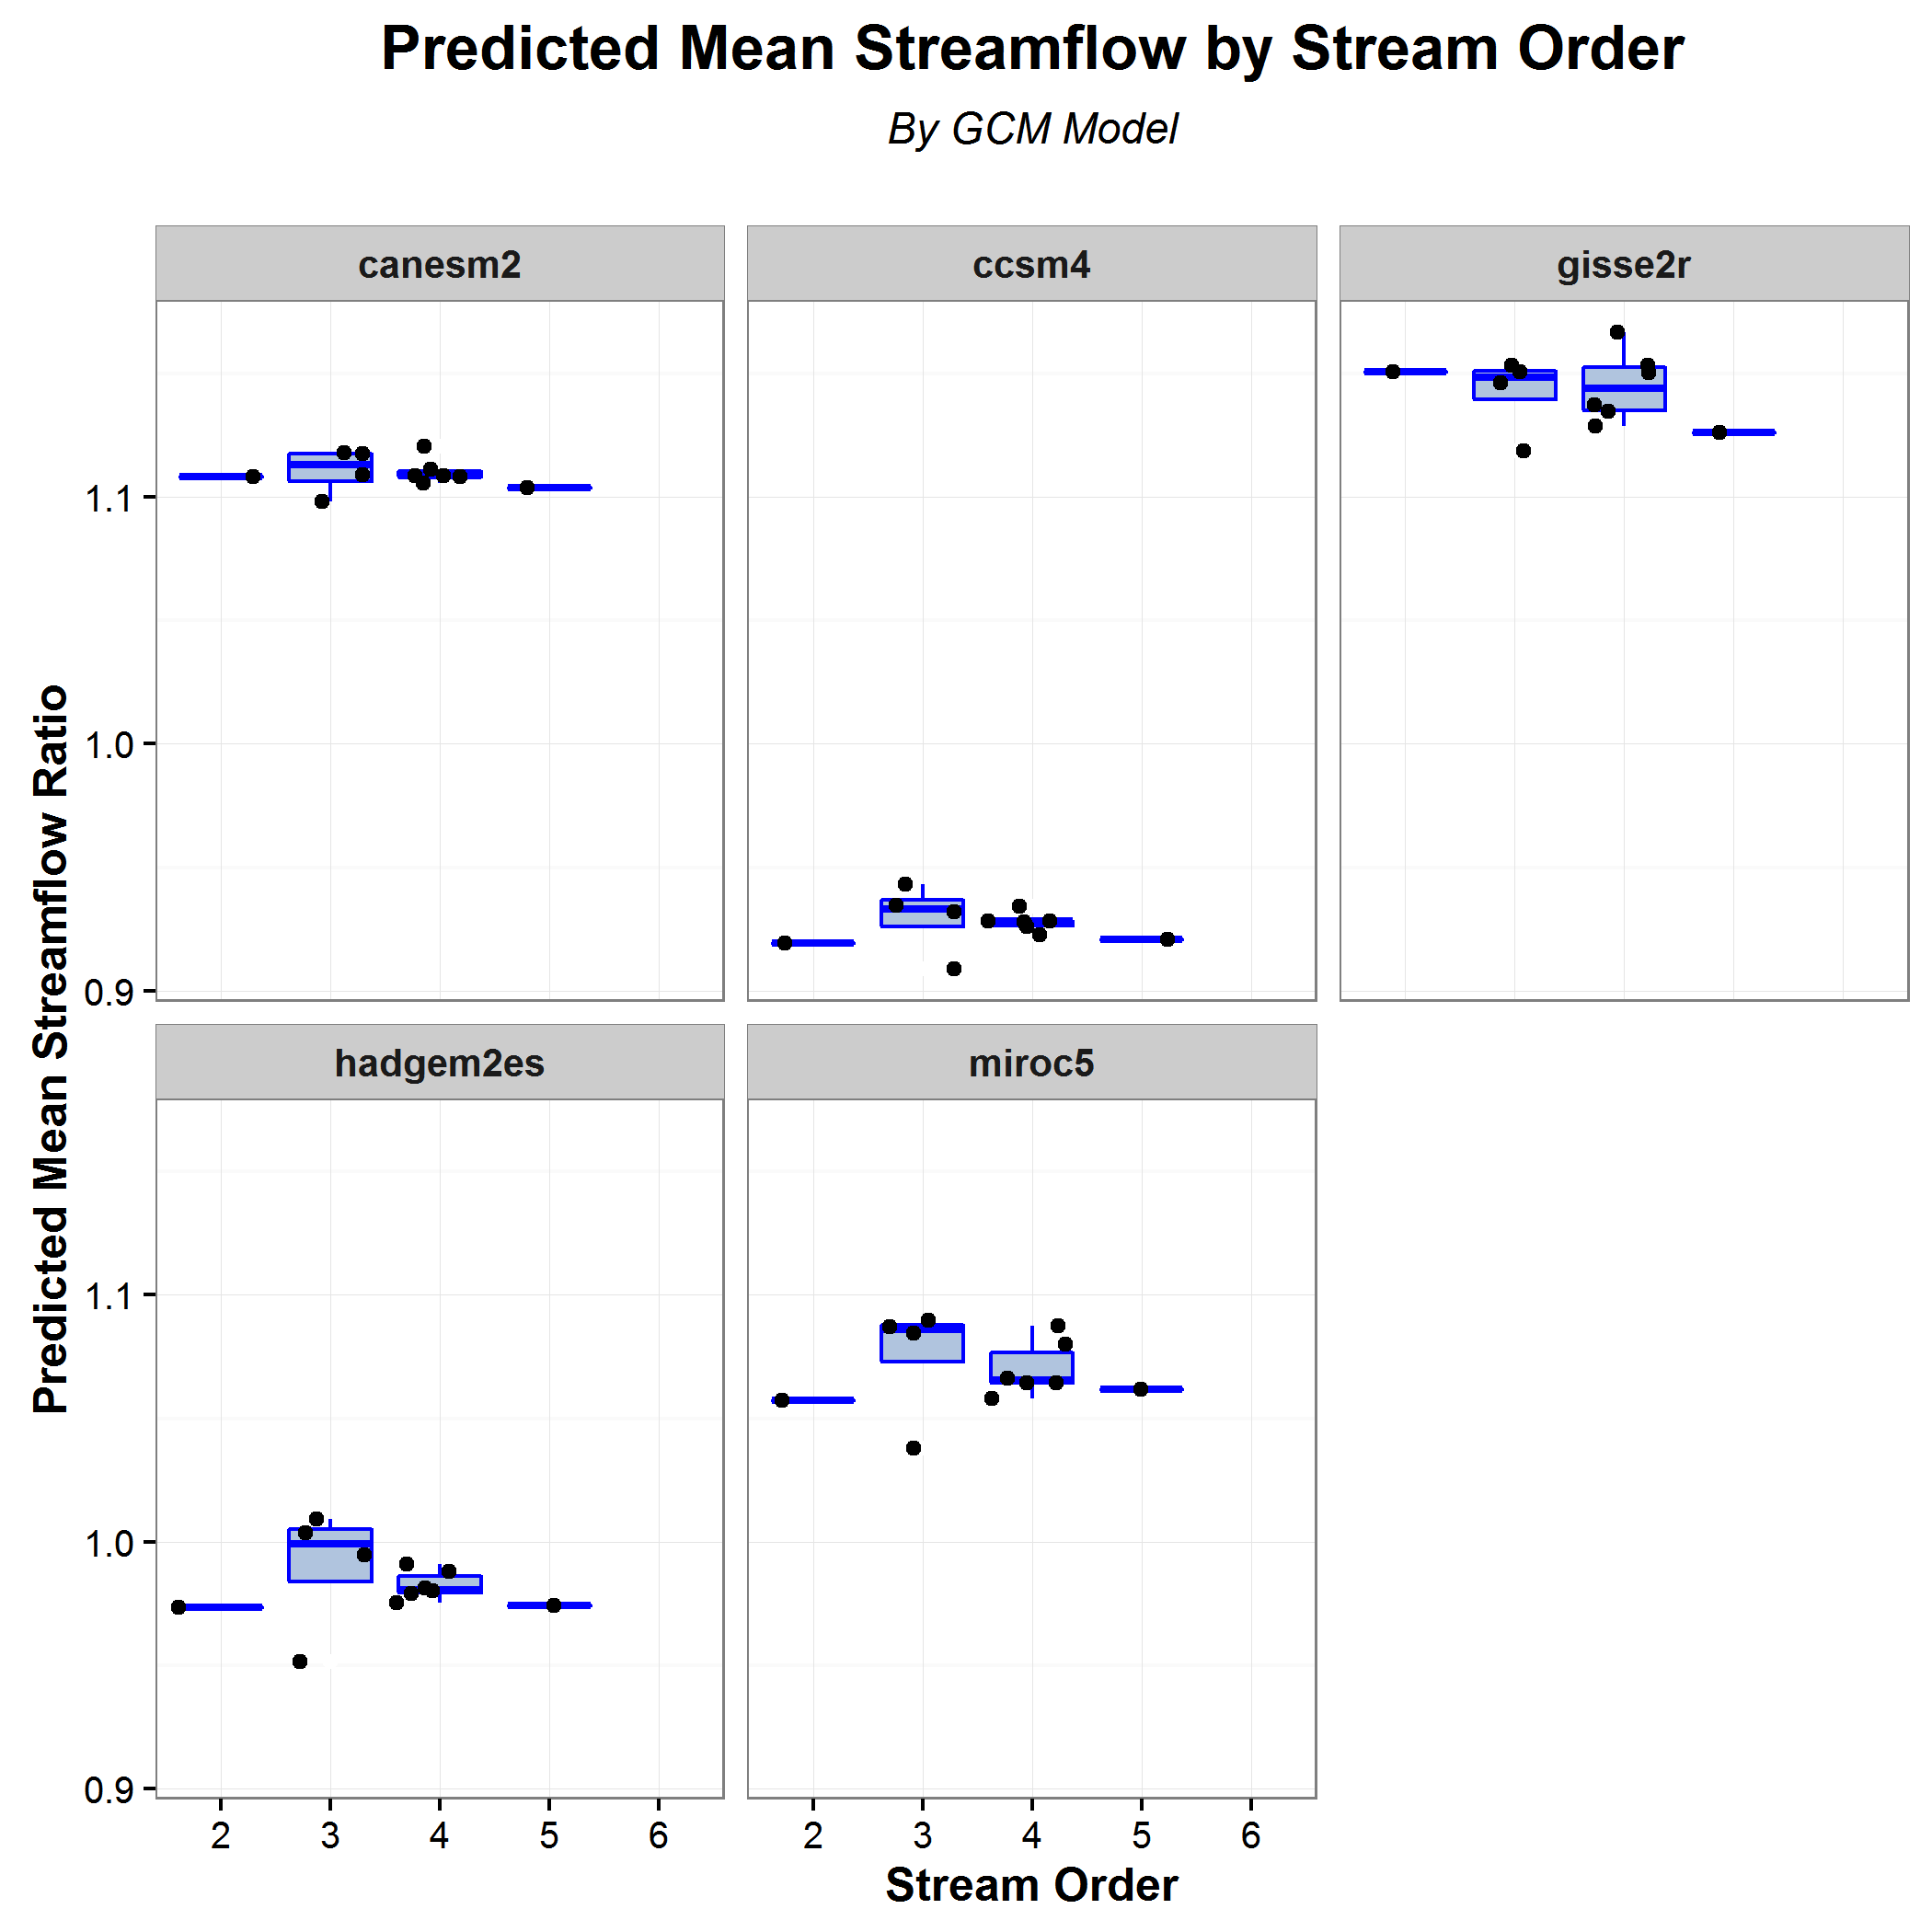 Predicted Mean Streamflow by Stream Order
By GCM Model
canesm2
ccsm4
gisse2r
1.1
1.0
0.9
hadgem2es
miroc5
1.1
1.0
0.9
2 3 4 5 6
2 3 4 5 6
Stream Order
Predicted Mean Streamflow Ratio